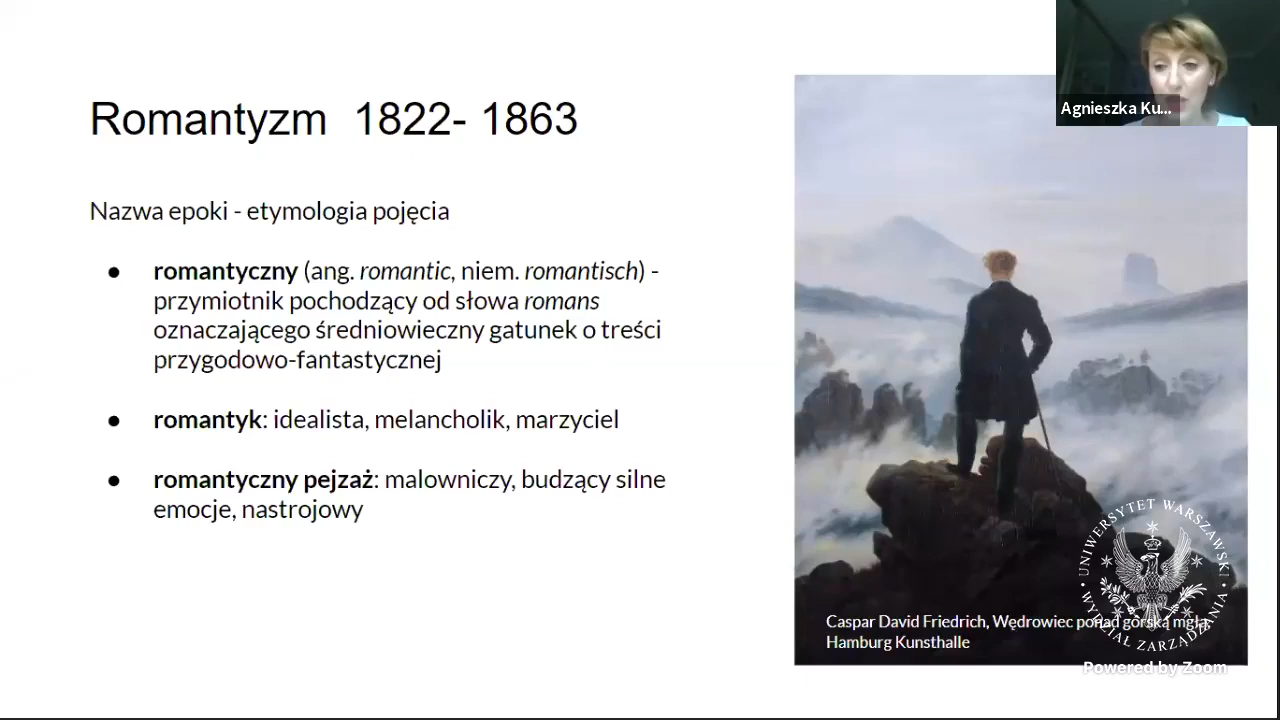 Romantyzm 1822- 1863
Nazwa epoki - etymologia pojęcia
● romantyczny (ang. romantic, niem. romantisch) -
przymiotnik pochodzący od słowa romans
oznaczającego średniowieczny gatunek o treści
przygodowo-fantastycznej
● romantyk: idealista, melancholik, marzyciel
● romantyczny pejzaż: malowniczy, budzący silne
emocje, nastrojowy
Agnieszka Ku...
Caspar David Friedrich, Wędrowiec ponad górską mgłą,
Hamburg Kunsthalle
UNIWERSYTET WARSZAWSKI
WYDZIAŁ ZARZĄDZANIA
Powered by Zoom